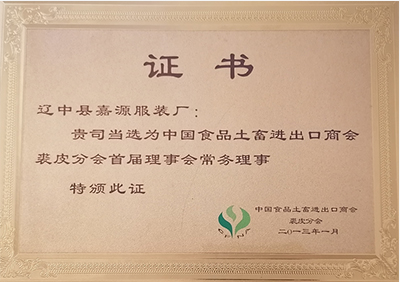 证书
辽中县嘉源服装厂：
贵司当选为中国食品土畜进出口商会
裘皮分会首届理事会常务理事
特颁此证
中国食品土畜进出口商会
裘皮分会
二〇一三年一月